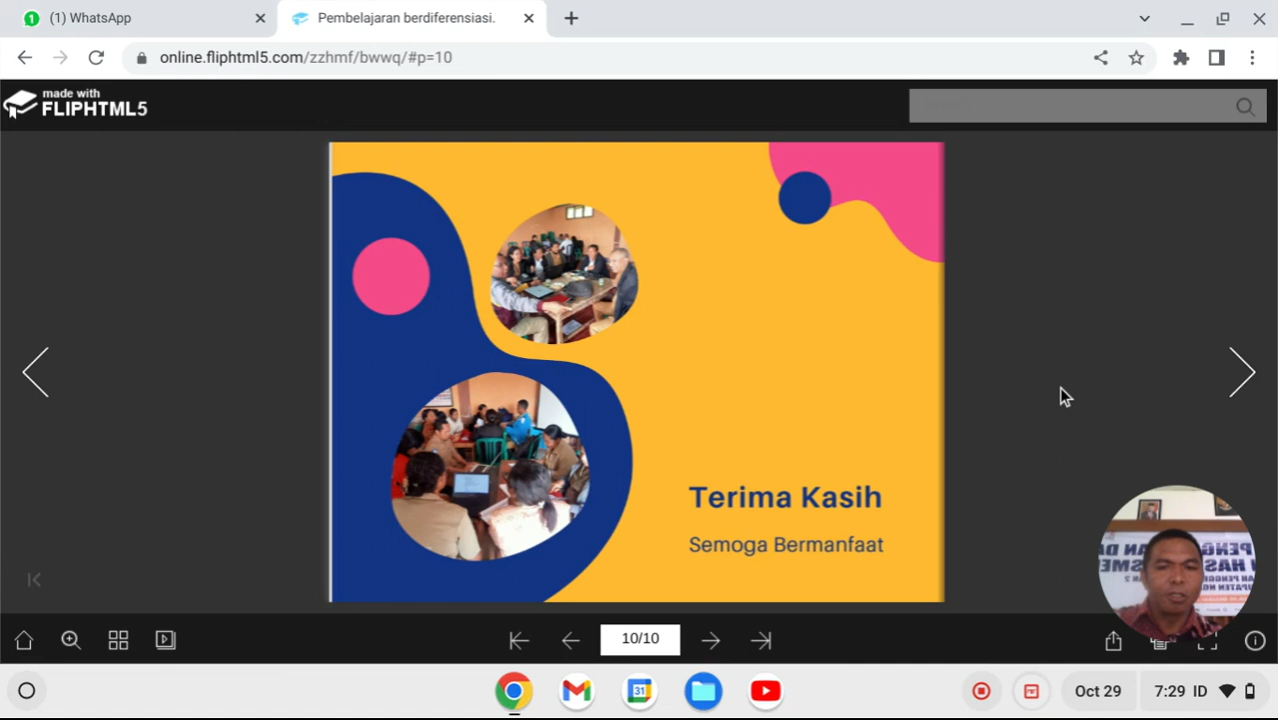 (1) WhatsApp
Pembelajaran berdiferensiasi.
online.fliphtml5.com/zzhmf/bwwq/#p=10
made with
FLIPHTML5
Terima Kasih
Semoga Bermanfaat
10/10
31
Oct 29
7:29 ID